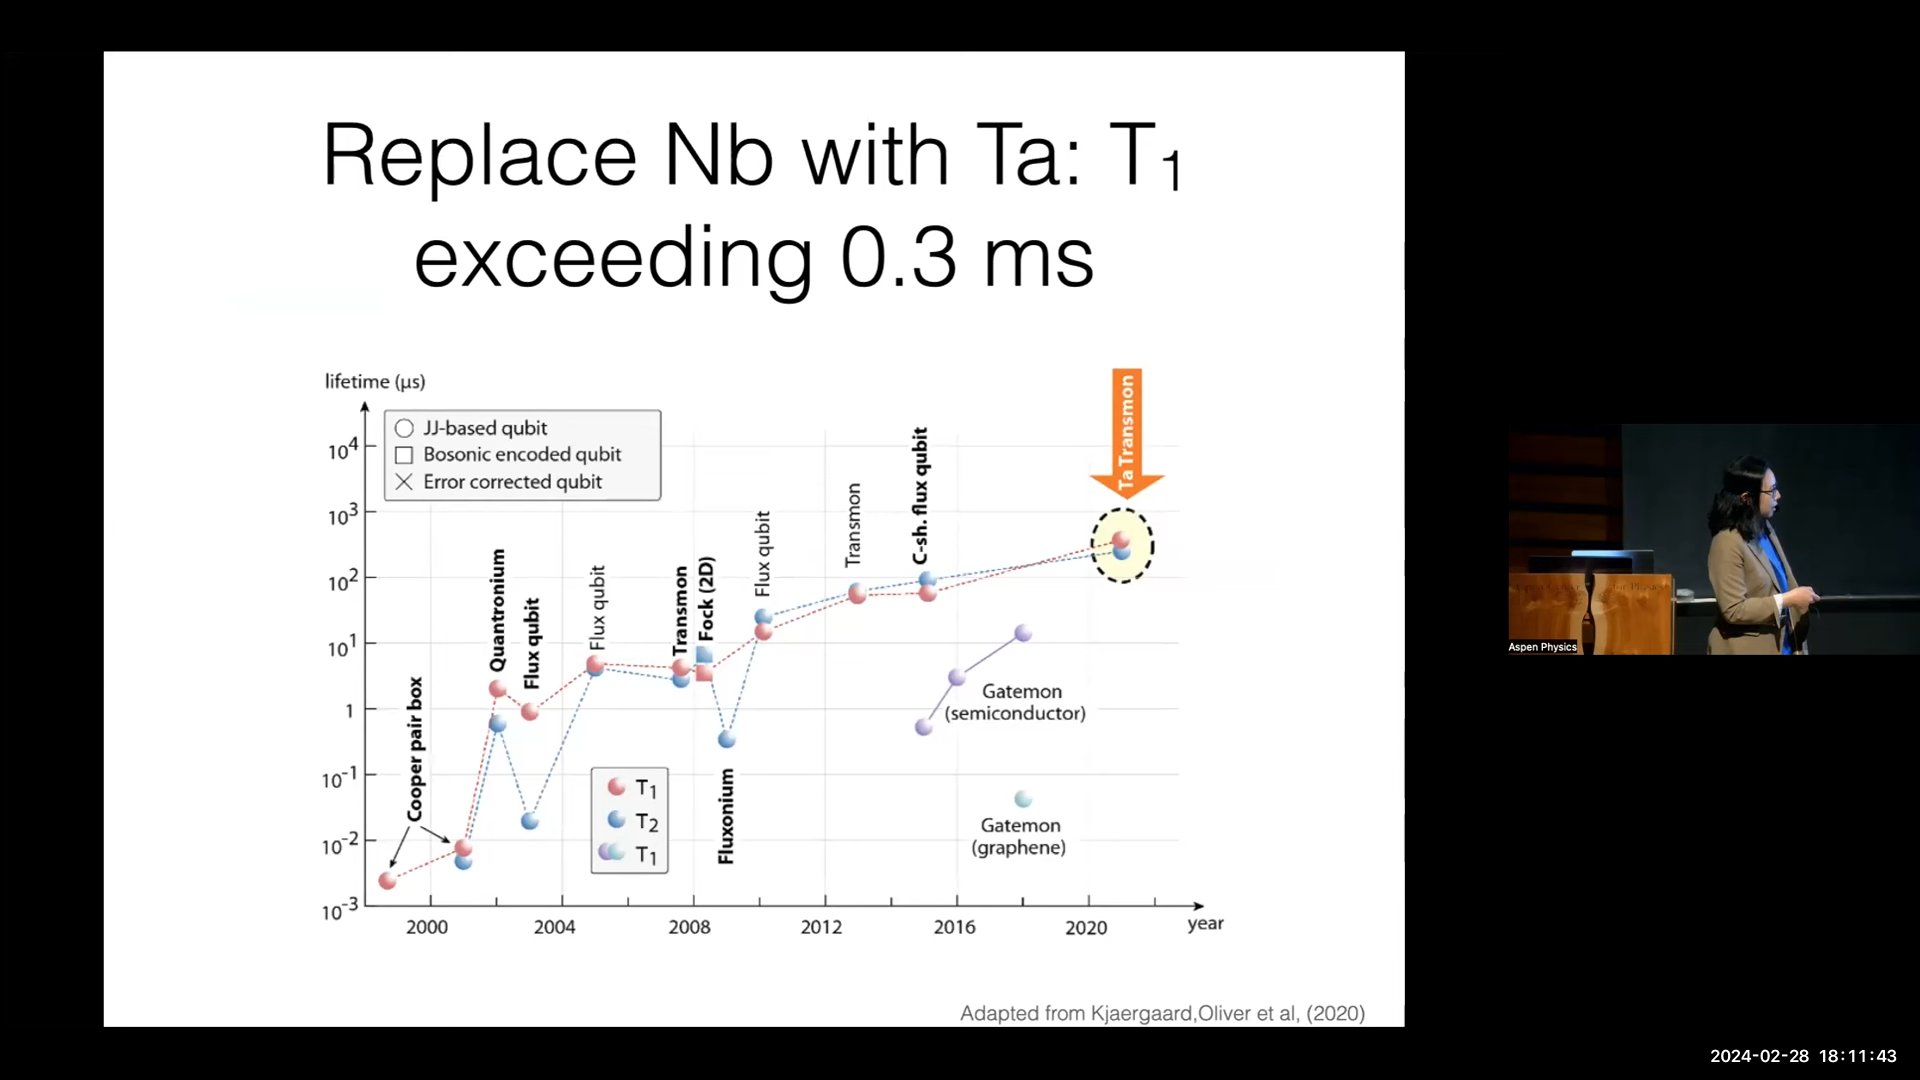 Replace Nb with Ta: T₁
exceeding 0.3 ms
lifetime (μs)
JJ-based qubit
Bosonic encoded qubit
Error corrected qubit
10⁴
10³
10²
10¹
1
10⁻¹
10⁻²
10⁻³
Cooper pair box
Quantronium
Flux qubit
Flux qubit
Transmon
Fock (2D)
Fluxonium
Flux qubit
Transmon
C-sh. flux qubit
Ta Transmon
Gatemon
(semiconductor)
Gatemon
(graphene)
T₁
T₂
T₁
2000
2004
2008
2012
2016
2020
year
Adapted from Kjaergaard,Oliver et al, (2020)
Aspen Physics
2024-02-28 18:11:43